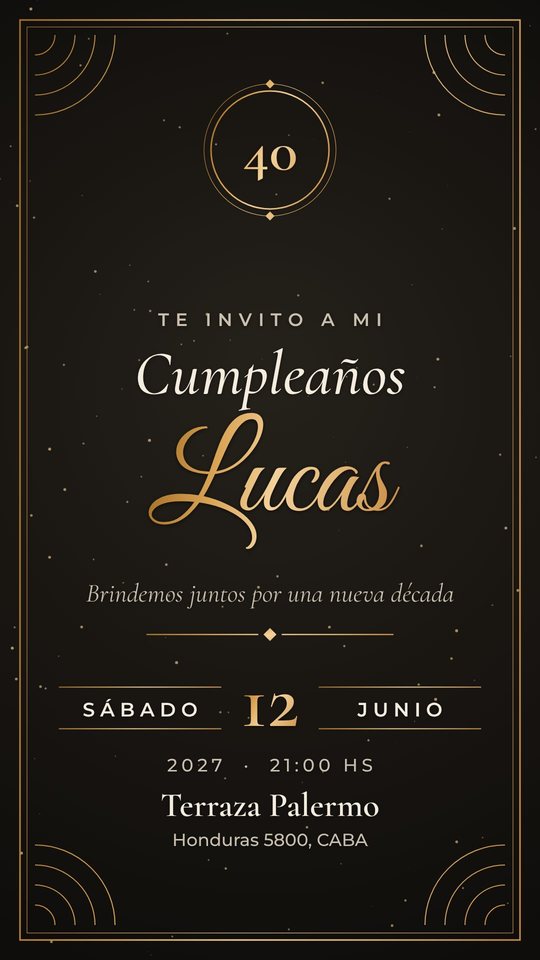 40
TE INVITO A MI
Cumpleaños
Lucas
Brindemos juntos por una nueva década
SÁBADO 12 JUNIO
2027 · 21:00 HS
Terraza Palermo
Honduras 5800, CABA